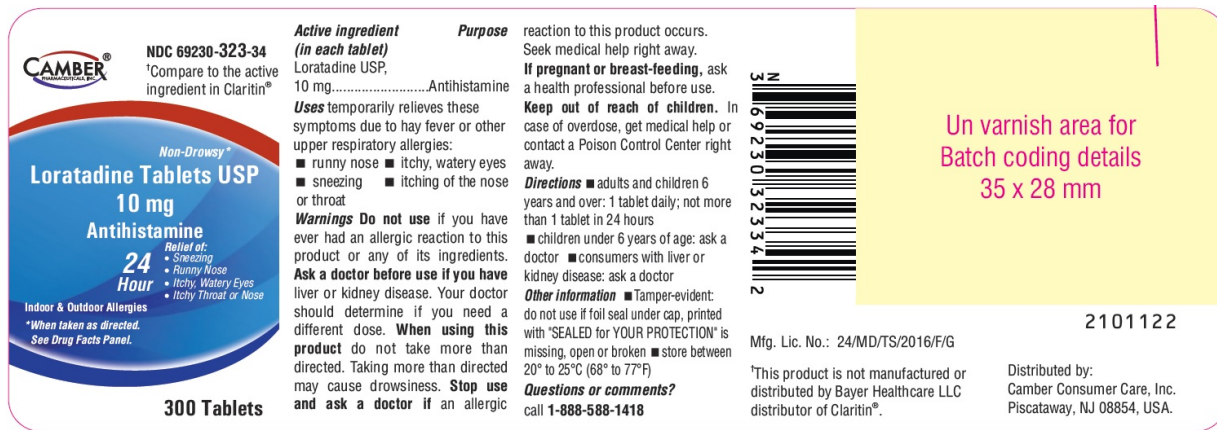 CAMBER®
PHARMACEUTICALS, INC.
NDC 69230-323-34
†Compare to the active
ingredient in Claritin®
Non-Drowsy*
Loratadine Tablets USP
10 mg
Antihistamine
24
Hour
Relief of:
• Sneezing
• Runny Nose
• Itchy, Watery Eyes
• Itchy Throat or Nose
Indoor & Outdoor Allergies
*When taken as directed.
See Drug Facts Panel.
300 Tablets
Active ingredient Purpose
(in each tablet)
Loratadine USP,
10 mg..........................Antihistamine
Uses temporarily relieves these
symptoms due to hay fever or other
upper respiratory allergies:
■ runny nose ■ itchy, watery eyes
■ sneezing ■ itching of the nose
or throat
Warnings Do not use if you have
ever had an allergic reaction to this
product or any of its ingredients.
Ask a doctor before use if you have
liver or kidney disease. Your doctor
should determine if you need a
different dose. When using this
product do not take more than
directed. Taking more than directed
may cause drowsiness. Stop use
and ask a doctor if an allergic
reaction to this product occurs.
Seek medical help right away.
If pregnant or breast-feeding, ask
a health professional before use.
Keep out of reach of children. In
case of overdose, get medical help or
contact a Poison Control Center right
away.
Directions ■ adults and children 6
years and over: 1 tablet daily; not more
than 1 tablet in 24 hours
■ children under 6 years of age: ask a
doctor ■ consumers with liver or
kidney disease: ask a doctor
Other information ■ Tamper-evident:
do not use if foil seal under cap, printed
with "SEALED for YOUR PROTECTION" is
missing, open or broken ■ store between
20° to 25°C (68° to 77°F)
Questions or comments?
call 1-888-588-1418
N
3 69230 32334 2
Un varnish area for
Batch coding details
35 x 28 mm
2101122
Mfg. Lic. No.: 24/MD/TS/2016/F/G
†This product is not manufactured or
distributed by Bayer Healthcare LLC
distributor of Claritin®.
Distributed by:
Camber Consumer Care, Inc.
Piscataway, NJ 08854, USA.